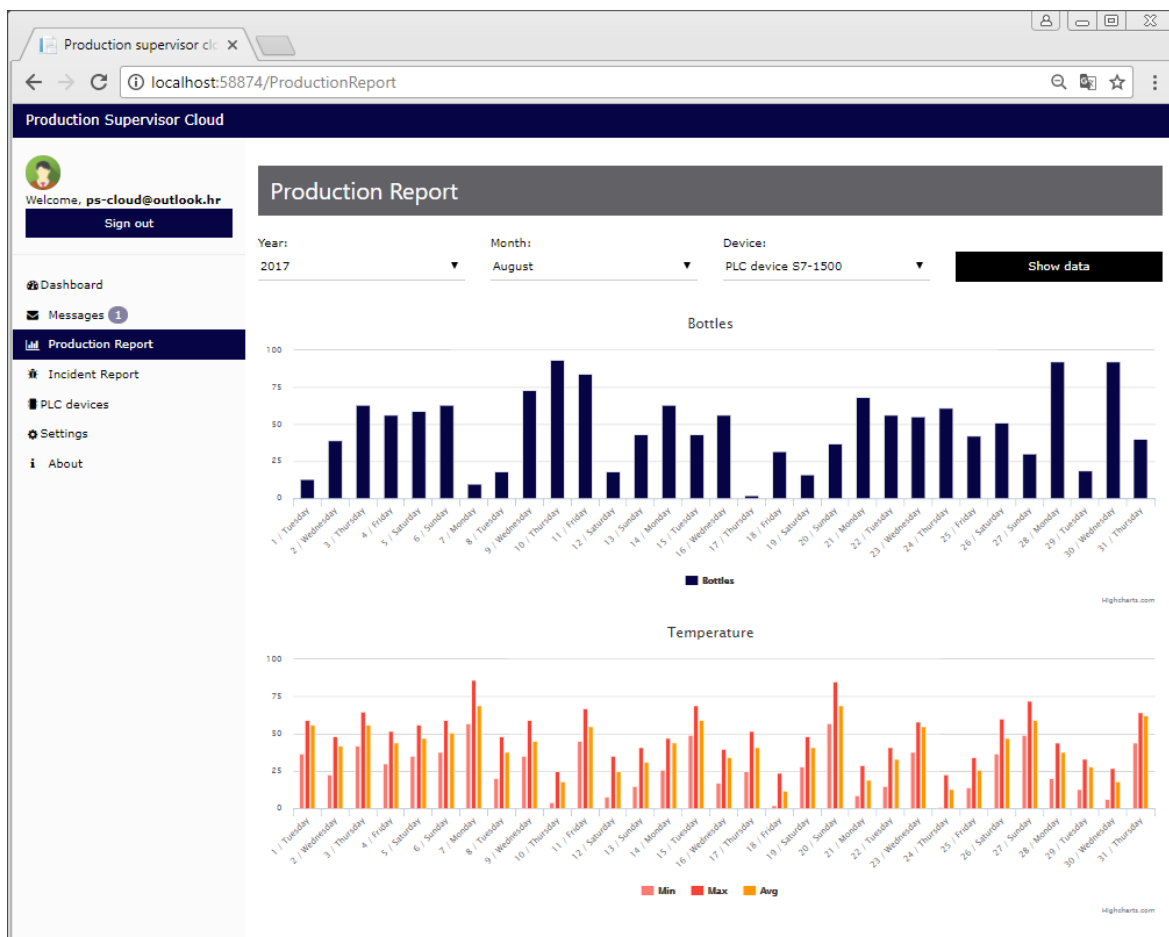 Production supervisor clo
localhost:58874/ProductionReport
Production Supervisor Cloud
Welcome, ps-cloud@outlook.hr
Sign out
Dashboard
Messages 1
Production Report
Incident Report
PLC devices
Settings
About
Production Report
Year: Month: Device:
2017 August PLC device S7-1500 Show data
Bottles
100
75
50
25
0
1 / Tuesday 2 / Wednesday 3 / Thursday 4 / Friday 5 / Saturday 6 / Sunday 7 / Monday 8 / Tuesday 9 / Wednesday 10 / Thursday 11 / Friday 12 / Saturday 13 / Sunday 14 / Monday 15 / Tuesday 16 / Wednesday 17 / Thursday 18 / Friday 19 / Saturday 20 / Sunday 21 / Monday 22 / Tuesday 23 / Wednesday 24 / Thursday 25 / Friday 26 / Saturday 27 / Sunday 28 / Monday 29 / Tuesday 30 / Wednesday 31 / Thursday
Bottles
Highcharts.com
Temperature
100
75
50
25
0
1 / Tuesday 2 / Wednesday 3 / Thursday 4 / Friday 5 / Saturday 6 / Sunday 7 / Monday 8 / Tuesday 9 / Wednesday 10 / Thursday 11 / Friday 12 / Saturday 13 / Sunday 14 / Monday 15 / Tuesday 16 / Wednesday 17 / Thursday 18 / Friday 19 / Saturday 20 / Sunday 21 / Monday 22 / Tuesday 23 / Wednesday 24 / Thursday 25 / Friday 26 / Saturday 27 / Sunday 28 / Monday 29 / Tuesday 30 / Wednesday 31 / Thursday
Min Max Avg
Highcharts.com